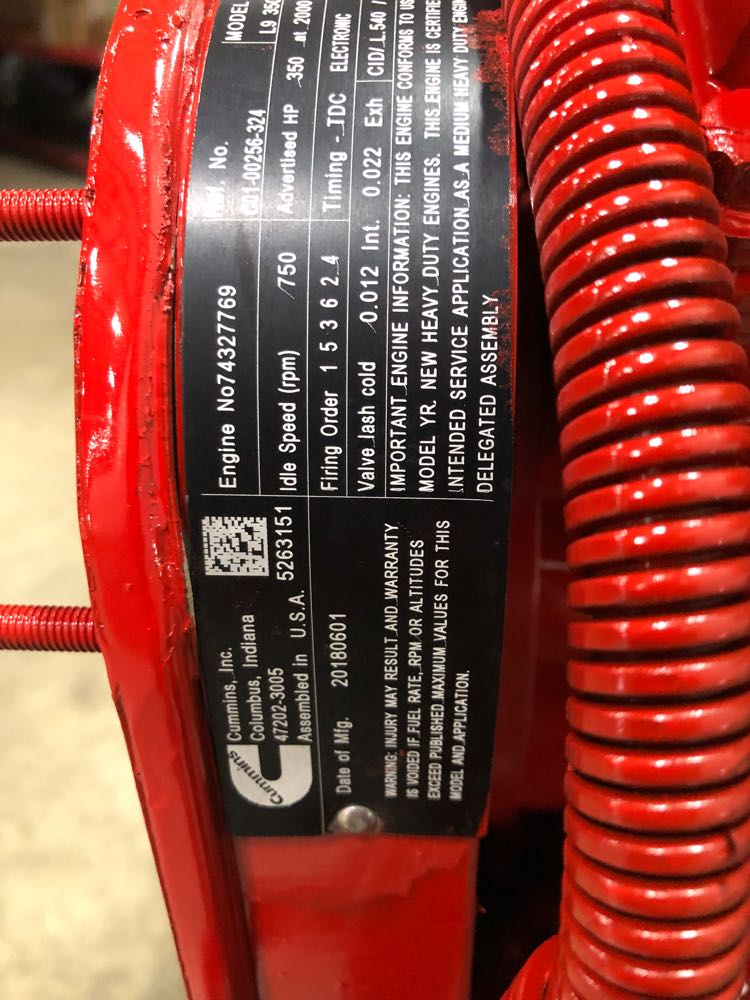 Cummins
Cummins, Inc.
Columbus, Indiana
47202-3005
Assembled in U.S.A. 5263151
Date of Mfg. 20180601
WARNING: INJURY MAY RESULT AND WARRANTY
IS VOIDED IF FUEL RATE, RPM OR ALTITUDES
EXCEED PUBLISHED MAXIMUM VALUES FOR THIS
MODEL AND APPLICATION.
Engine No74327769 No. MODEL L9 350
C01-00256-324
Idle Speed (rpm) 750 Advertised HP 350 at 2000
Firing Order 1 5 3 6 2 4 Timing - TDC ELECTRONIC
Valve lash cold 0.012 Int. 0.022 Exh CID/L540 /
IMPORTANT ENGINE INFORMATION: THIS ENGINE CONFORMS TO
MODEL YR. NEW HEAVY DUTY ENGINES. THIS ENGINE IS
INTENDED SERVICE APPLICATION AS A MEDIUM HEAVY DUTY
DELEGATED ASSEMBLY